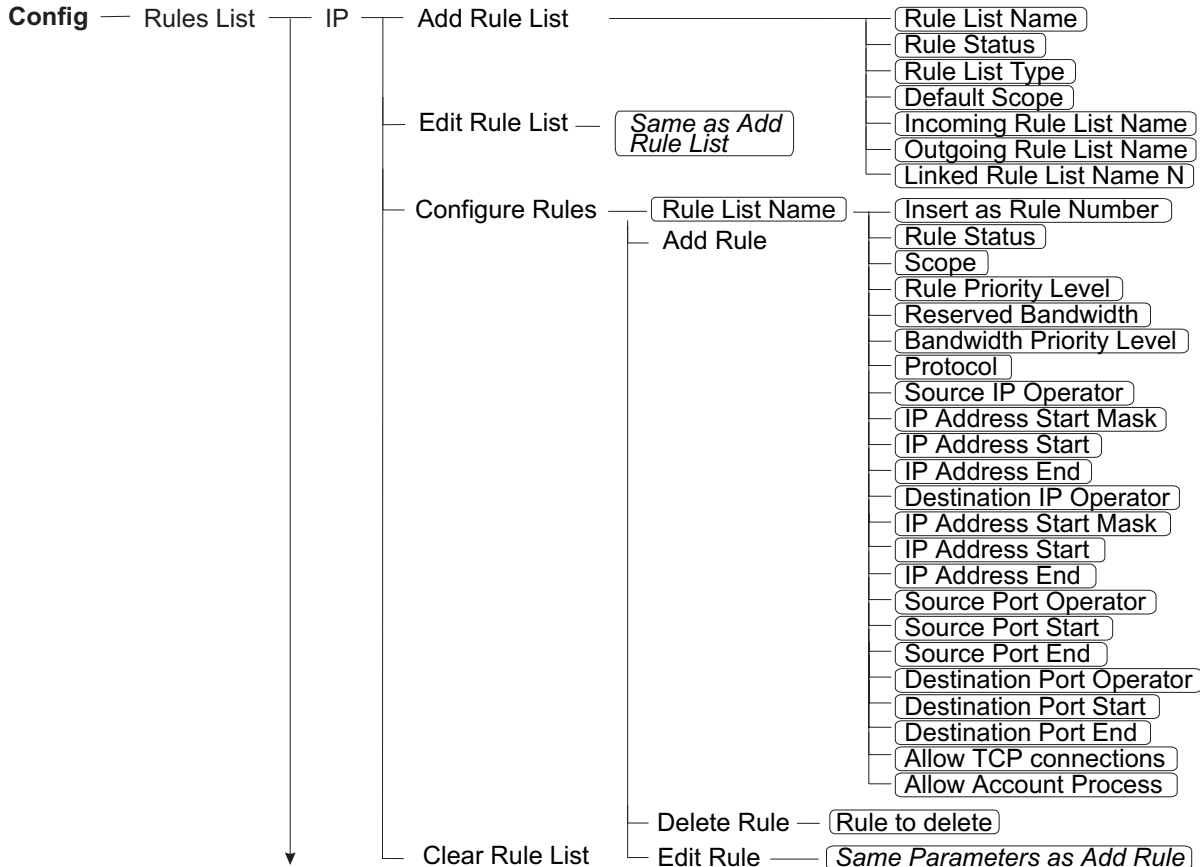 Config Rules List IP Add Rule List Rule List Name
Rule Status
Rule List Type
Default Scope
Edit Rule List Same as Add Incoming Rule List Name
Rule List Outgoing Rule List Name
Linked Rule List Name N
Configure Rules Rule List Name Insert as Rule Number
Add Rule Rule Status
Scope
Rule Priority Level
Reserved Bandwidth
Bandwidth Priority Level
Protocol
Source IP Operator
IP Address Start Mask
IP Address Start
IP Address End
Destination IP Operator
IP Address Start Mask
IP Address Start
IP Address End
Source Port Operator
Source Port Start
Source Port End
Destination Port Operator
Destination Port Start
Destination Port End
Allow TCP connections
Allow Account Process
Delete Rule Rule to delete
Clear Rule List Edit Rule Same Parameters as Add Rule